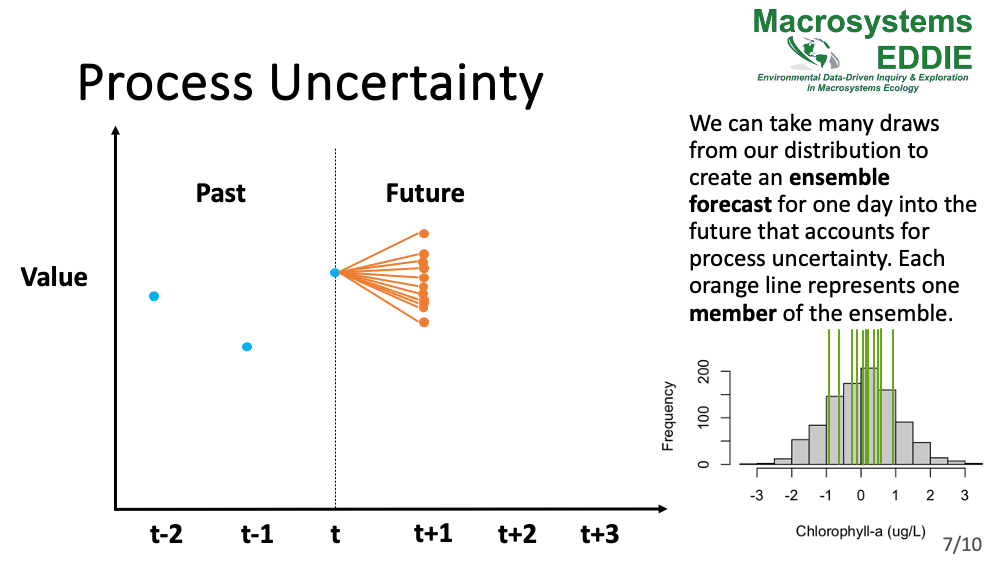 Macrosystems
EDDIE
Environmental Data-Driven Inquiry & Exploration
in Macrosystems Ecology
Process Uncertainty
We can take many draws
from our distribution to
create an ensemble
forecast for one day into the
future that accounts for
process uncertainty. Each
orange line represents one
member of the ensemble.
Past
Future
Value
t-2
t-1
t
t+1
t+2
t+3
Frequency
200
100
0
-3
-2
-1
0
1
2
3
Chlorophyll-a (ug/L)
7/10